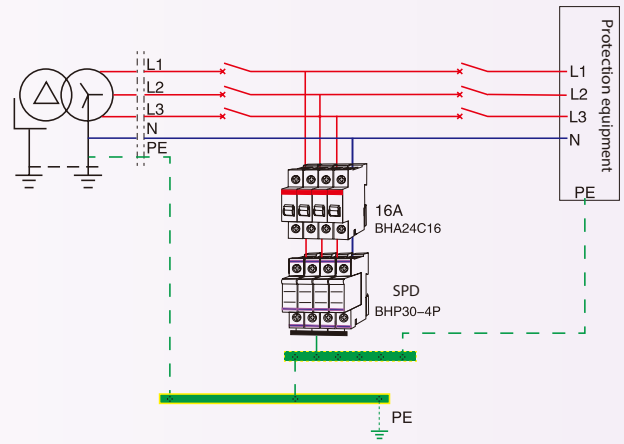 L1
L2
L3
N
PE
Protection equipment
L1
L2
L3
N
PE
16A
BHA24C16
SPD
BHP30-4P
PE